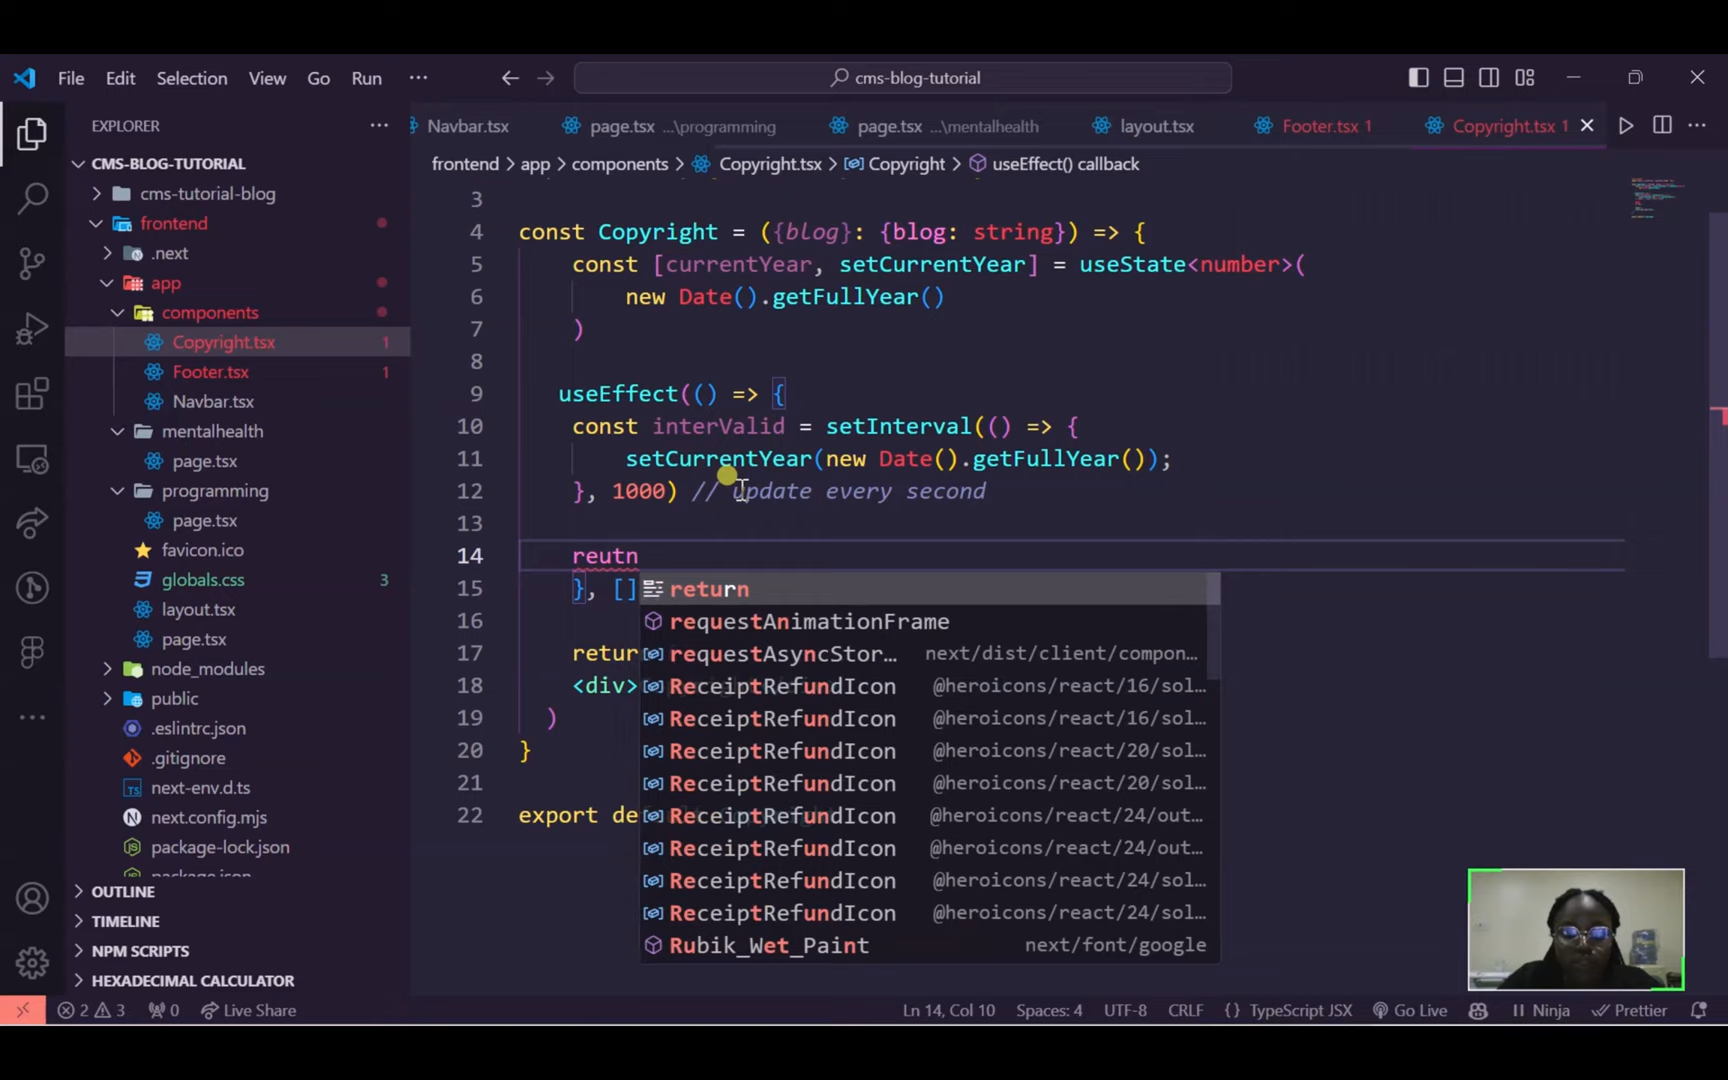 File Edit Selection View Go Run ··· cms-blog-tutorial
EXPLORER ···
Navbar.tsx page.tsx ...\programming page.tsx ...\mentalhealth layout.tsx Footer.tsx 1 Copyright.tsx 1
CMS-BLOG-TUTORIAL
frontend > app > components > Copyright.tsx > Copyright > useEffect() callback
cms-tutorial-blog
frontend
.next
app
components
Copyright.tsx 1
Footer.tsx 1
Navbar.tsx
mentalhealth
page.tsx
programming
page.tsx
favicon.ico
globals.css 3
layout.tsx
page.tsx
node_modules
public
.eslintrc.json
.gitignore
next-env.d.ts
next.config.mjs
package-lock.json
package.json
OUTLINE
TIMELINE
NPM SCRIPTS
HEXADECIMAL CALCULATOR
3
4 const Copyright = ({blog}: {blog: string}) => {
5 const [currentYear, setCurrentYear] = useState<number>(
6 new Date().getFullYear()
7 )
8
9 useEffect(() => {
10 const interValid = setInterval(() => {
11 setCurrentYear(new Date().getFullYear());
12 }, 1000) // update every second
13
14 reutn
15 }, []
16
17 retur
18 <div>
19 )
20 }
21
22 export de
return
requestAnimationFrame
requestAsyncStor... next/dist/client/compon...
ReceiptRefundIcon @heroicons/react/16/sol...
ReceiptRefundIcon @heroicons/react/16/sol...
ReceiptRefundIcon @heroicons/react/20/sol...
ReceiptRefundIcon @heroicons/react/20/sol...
ReceiptRefundIcon @heroicons/react/24/out...
ReceiptRefundIcon @heroicons/react/24/out...
ReceiptRefundIcon @heroicons/react/24/sol...
ReceiptRefundIcon @heroicons/react/24/sol...
Rubik_Wet_Paint next/font/google
2 3 0 Live Share Ln 14, Col 10 Spaces: 4 UTF-8 CRLF {} TypeScript JSX Go Live Ninja Prettier